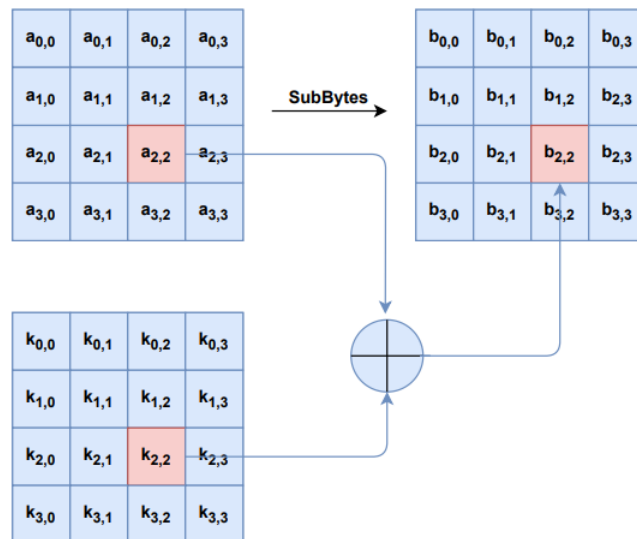 a0,0 a0,1 a0,2 a0,3 b0,0 b0,1 b0,2 b0,3
a1,0 a1,1 a1,2 a1,3 SubBytes b1,0 b1,1 b1,2 b2,3
a2,0 a2,1 a2,2 a2,3 b2,0 b2,1 b2,2 b2,3
a3,0 a3,1 a3,2 a3,3 b3,0 b3,1 b3,2 b3,3
k0,0 k0,1 k0,2 k0,3
k1,0 k1,1 k1,2 k1,3
k2,0 k2,1 k2,2 k2,3
k3,0 k3,1 k3,2 k3,3